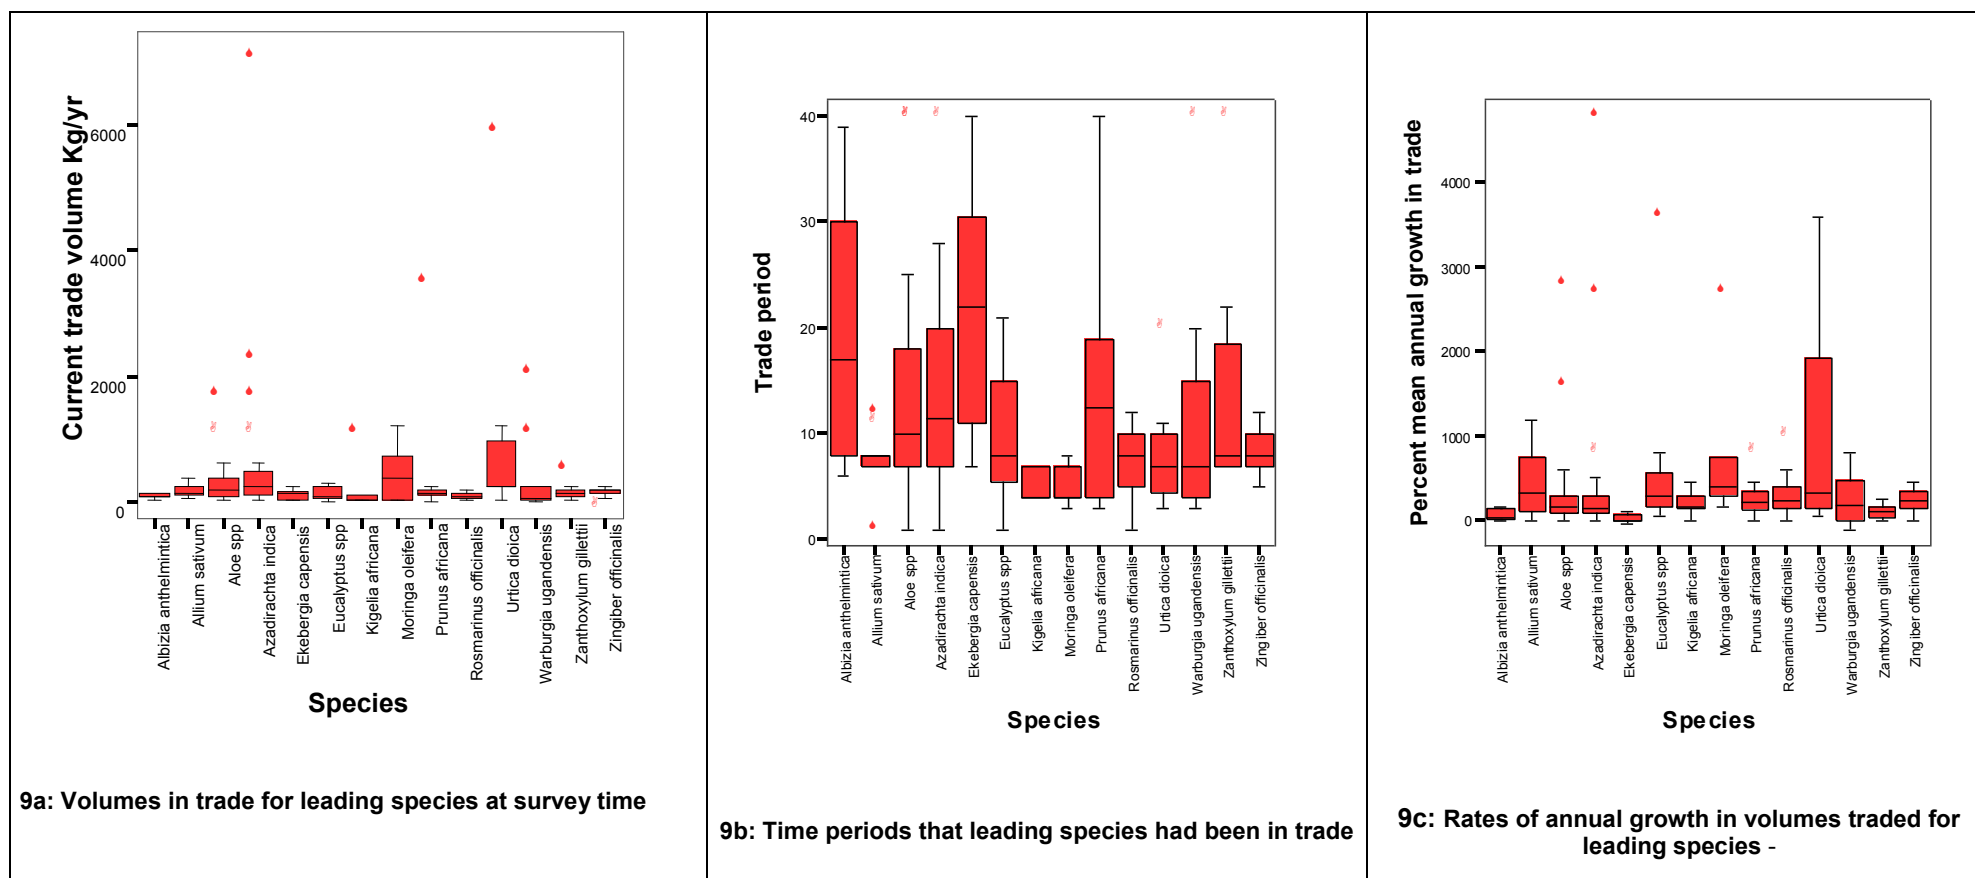 Current trade volume Kg/yr
6000
4000
2000
0
Albizia anthelmintica
Allium sativum
Aloe spp
Azadirachta indica
Ekebergia capensis
Eucalyptus spp
Kigelia africana
Moringa oleifera
Prunus africana
Rosmarinus officinalis
Urtica dioica
Warburgia ugandensis
Zanthoxylum gillettii
Zingiber officinalis
Species
9a: Volumes in trade for leading species at survey time
Trade period
40
30
20
10
0
Albizia anthelmintica
Allium sativum
Aloe spp
Azadirachta indica
Ekebergia capensis
Eucalyptus spp
Kigelia africana
Moringa oleifera
Prunus africana
Rosmarinus officinalis
Urtica dioica
Warburgia ugandensis
Zanthoxylum gillettii
Zingiber officinalis
Species
9b: Time periods that leading species had been in trade
Percent mean annual growth in trade
4000
3000
2000
1000
0
Albizia anthelmintica
Allium sativum
Aloe spp
Azadirachta indica
Ekebergia capensis
Eucalyptus spp
Kigelia africana
Moringa oleifera
Prunus africana
Rosmarinus officinalis
Urtica dioica
Warburgia ugandensis
Zanthoxylum gillettii
Zingiber officinalis
Species
9c: Rates of annual growth in volumes traded for
leading species -